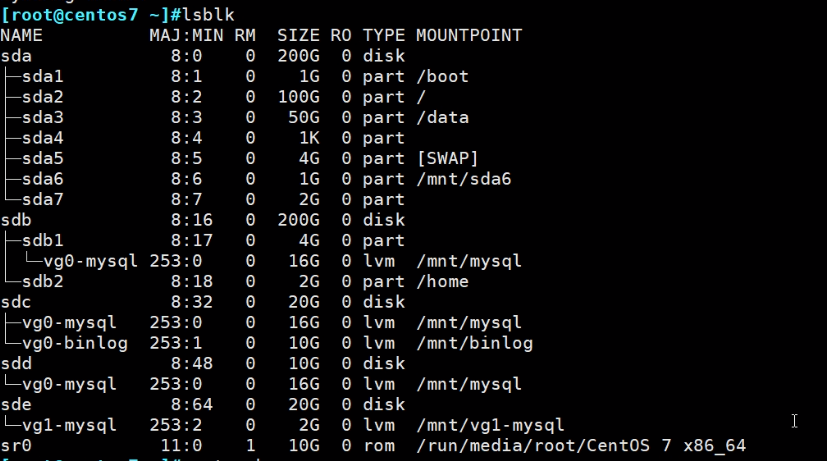 [root@centos7 ~]#lsblk
NAME MAJ:MIN RM SIZE RO TYPE MOUNTPOINT
sda 8:0 0 200G 0 disk
├─sda1 8:1 0 1G 0 part /boot
├─sda2 8:2 0 100G 0 part /
├─sda3 8:3 0 50G 0 part /data
├─sda4 8:4 0 1K 0 part
├─sda5 8:5 0 4G 0 part [SWAP]
├─sda6 8:6 0 1G 0 part /mnt/sda6
└─sda7 8:7 0 2G 0 part
sdb 8:16 0 200G 0 disk
├─sdb1 8:17 0 4G 0 part
│ └─vg0-mysql 253:0 0 16G 0 lvm /mnt/mysql
└─sdb2 8:18 0 2G 0 part /home
sdc 8:32 0 20G 0 disk
├─vg0-mysql 253:0 0 16G 0 lvm /mnt/mysql
└─vg0-binlog 253:1 0 10G 0 lvm /mnt/binlog
sdd 8:48 0 10G 0 disk
└─vg0-mysql 253:0 0 16G 0 lvm /mnt/mysql
sde 8:64 0 20G 0 disk
└─vg1-mysql 253:2 0 2G 0 lvm /mnt/vg1-mysql
sr0 11:0 1 10G 0 rom /run/media/root/CentOS 7 x86_64